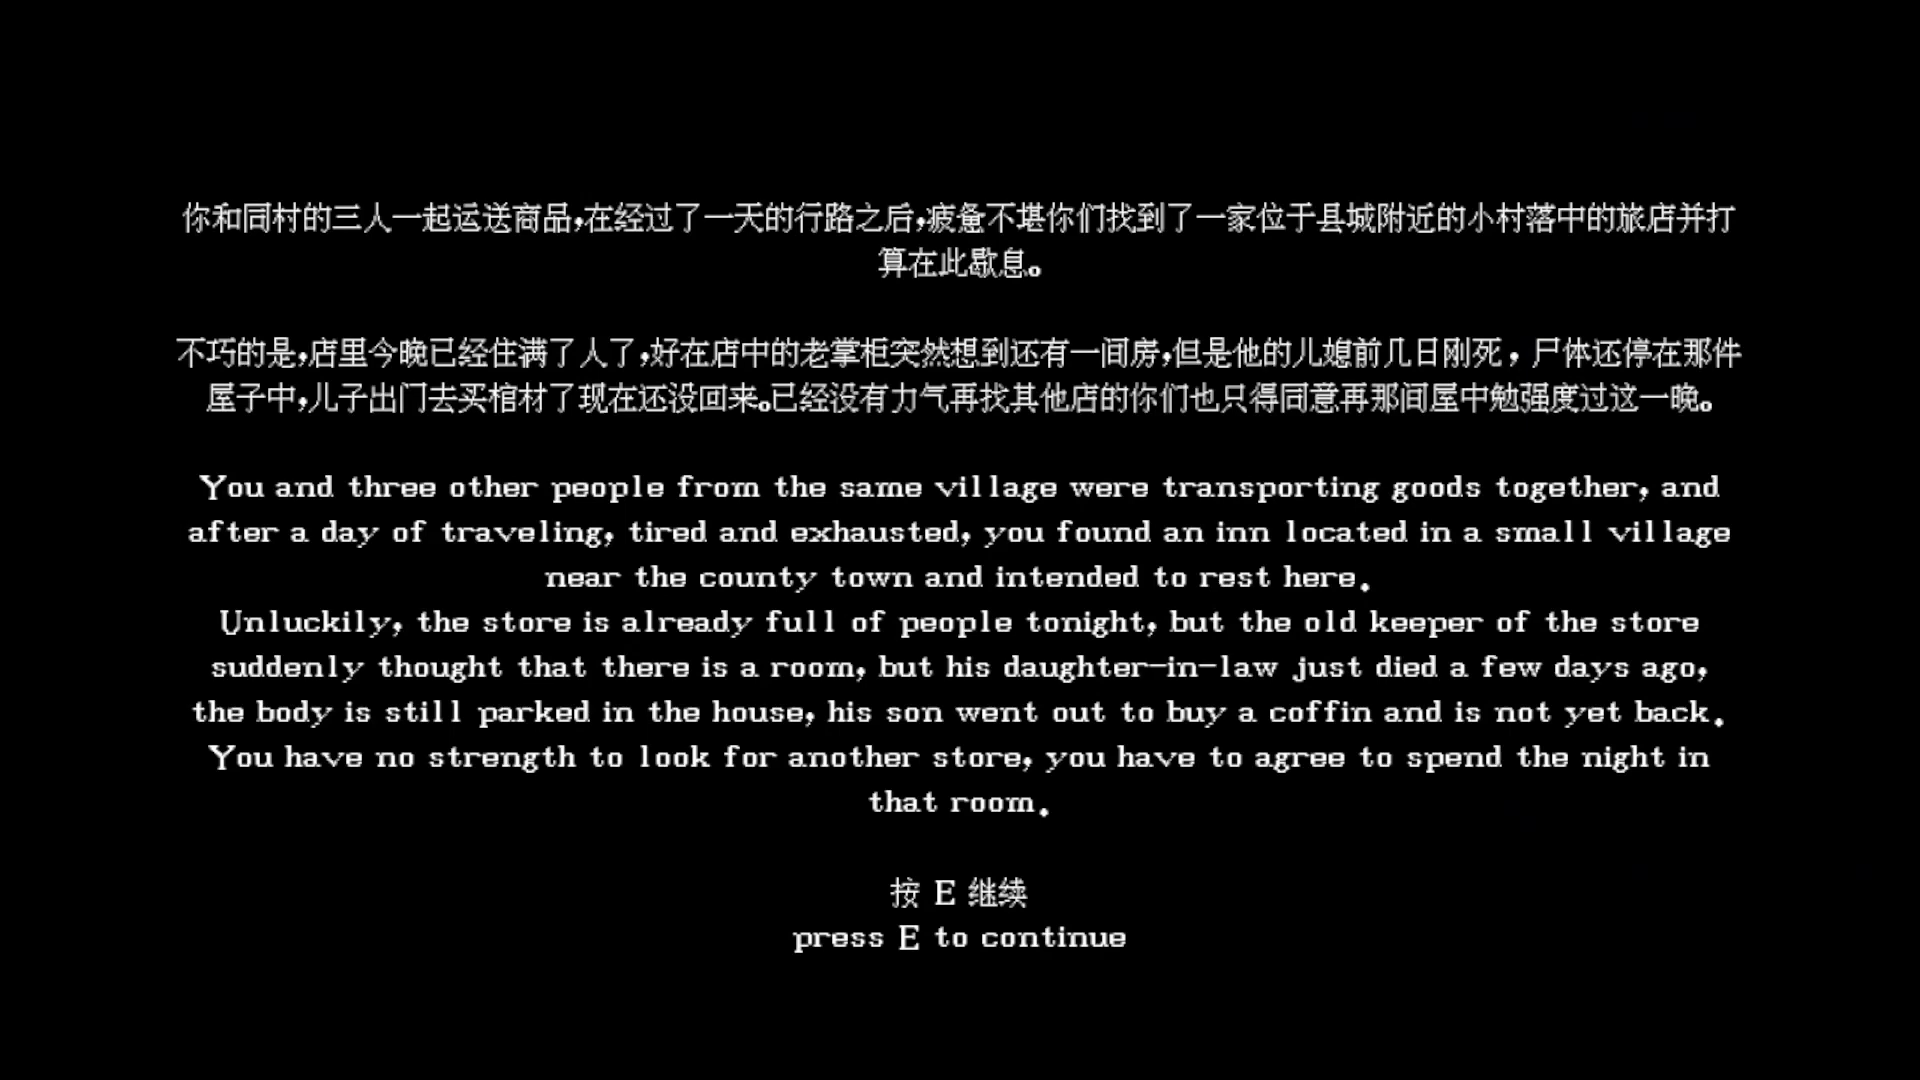 你和同村的三人一起运送商品,在经过了一天的行路之后,疲惫不堪你们找到了一家位于县城附近的小村落中的旅店并打
算在此歇息。
不巧的是,店里今晚已经住满了人了,好在店中的老掌柜突然想到还有一间房,但是他的儿媳前几日刚死，尸体还停在那件
屋子中,儿子出门去买棺材了现在还没回来。已经没有力气再找其他店的你们也只得同意再那间屋中勉强度过这一晚。
You and three other people from the same village were transporting goods together, and
after a day of traveling, tired and exhausted, you found an inn located in a small village
near the county town and intended to rest here.
Unluckily, the store is already full of people tonight, but the old keeper of the store
suddenly thought that there is a room, but his daughter-in-law just died a few days ago,
the body is still parked in the house, his son went out to buy a coffin and is not yet back.
You have no strength to look for another store, you have to agree to spend the night in
that room.
按 E 继续
press E to continue